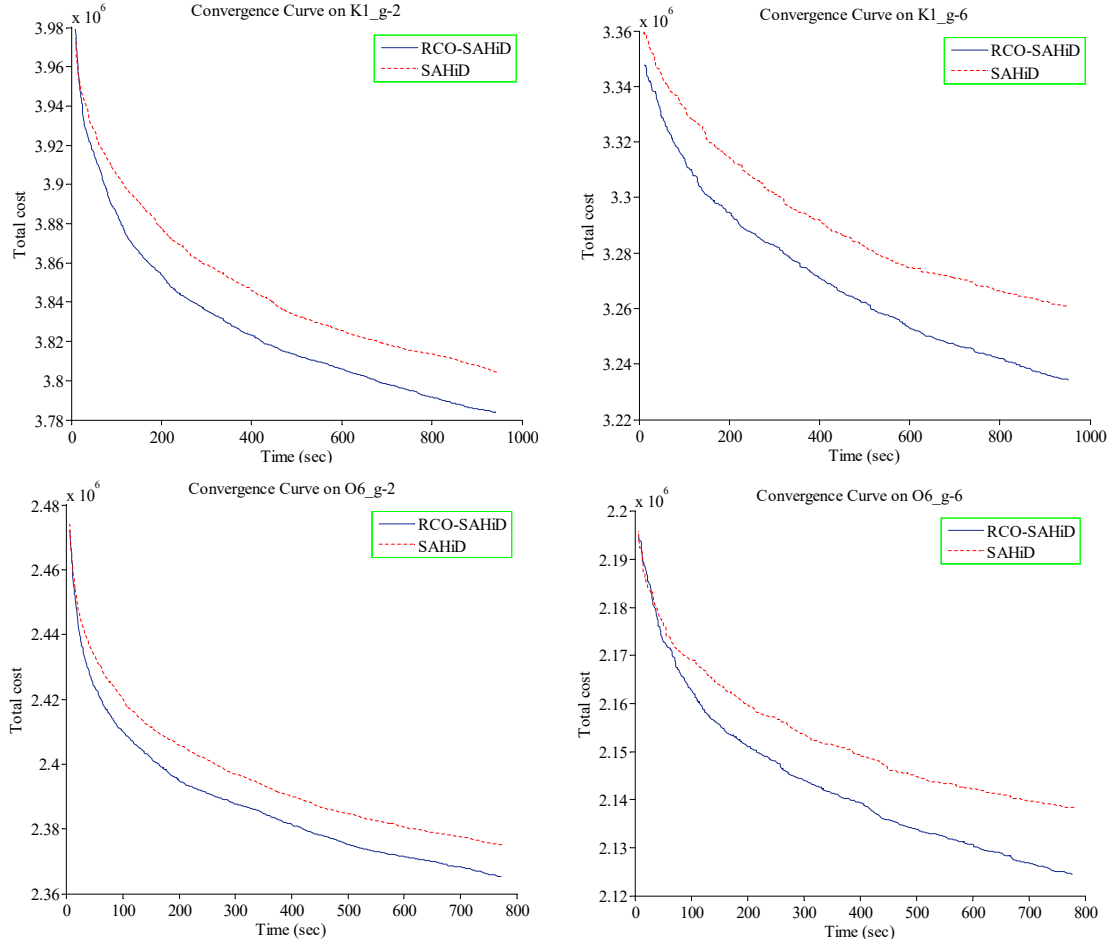 Convergence Curve on K1_g-2
x 10^6
3.98
3.96
3.94
3.92
3.9
3.88
3.86
3.84
3.82
3.8
3.78
Total cost
RCO-SAHiD
SAHiD
0 200 400 600 800 1000
Time (sec)
Convergence Curve on K1_g-6
x 10^6
3.36
3.34
3.32
3.3
3.28
3.26
3.24
3.22
Total cost
RCO-SAHiD
SAHiD
0 200 400 600 800 1000
Time (sec)
Convergence Curve on O6_g-2
x 10^6
2.48
2.46
2.44
2.42
2.4
2.38
2.36
Total cost
RCO-SAHiD
SAHiD
0 100 200 300 400 500 600 700 800
Time (sec)
Convergence Curve on O6_g-6
x 10^6
2.2
2.19
2.18
2.17
2.16
2.15
2.14
2.13
2.12
Total cost
RCO-SAHiD
SAHiD
0 100 200 300 400 500 600 700 800
Time (sec)